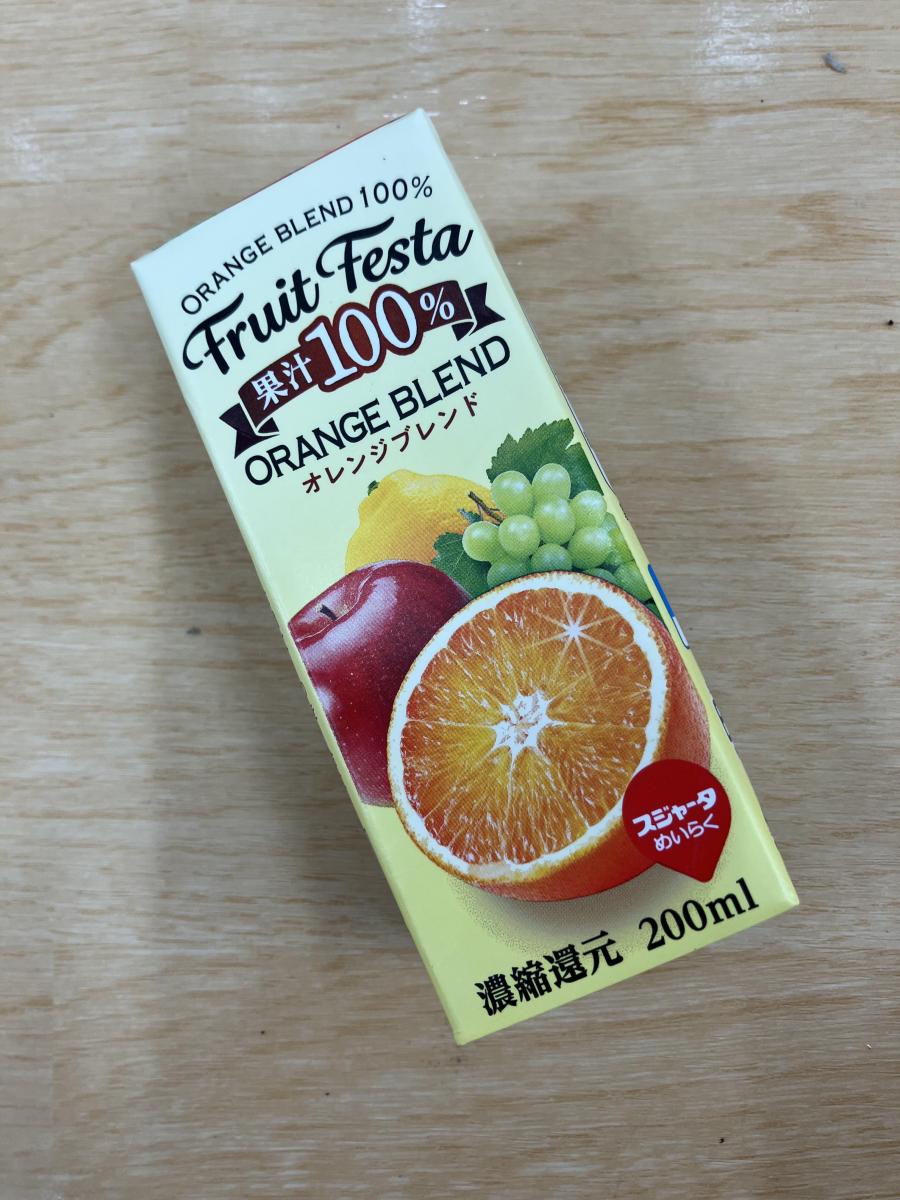 ORANGE BLEND 100%
Fruit Festa
果汁100%
ORANGE BLEND
オレンジブレンド
スジャータ
めいらく
濃縮還元 200ml